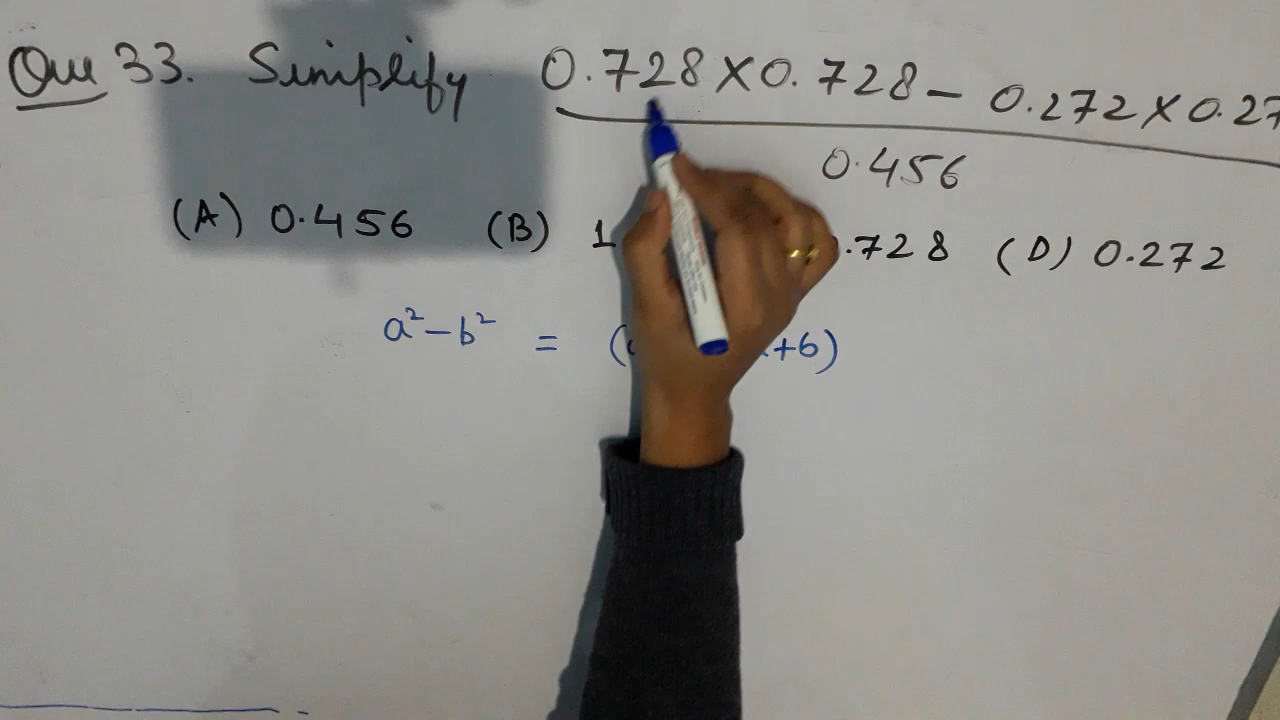 Que 33. Simplify 0.728 × 0.728 – 0.272 × 0.27
0.456
(A) 0.456 (B) 1 .728 (D) 0.272
a² – b² = ( +b)